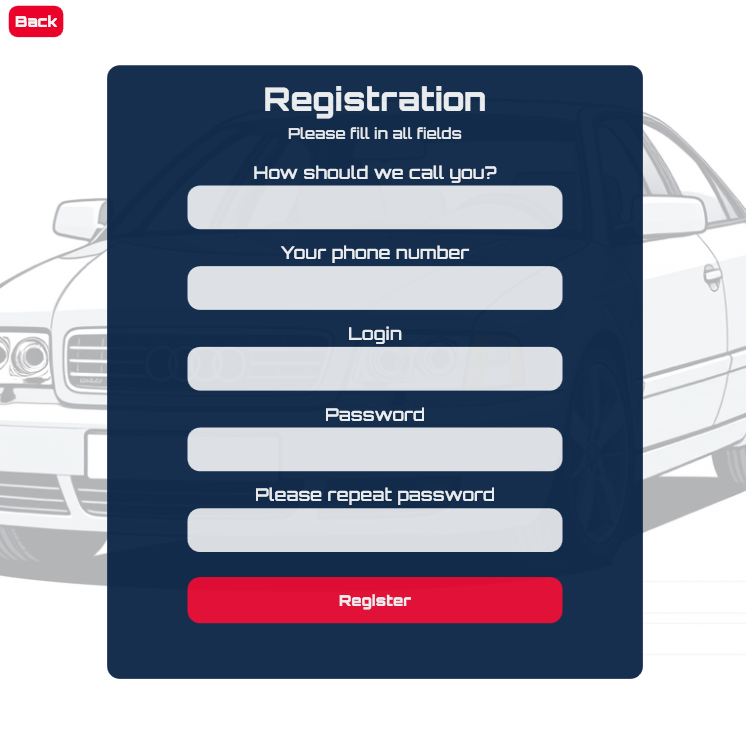 Back
Registration
Please fill in all fields
How should we call you?
Your phone number
Login
Password
Please repeat password
Register